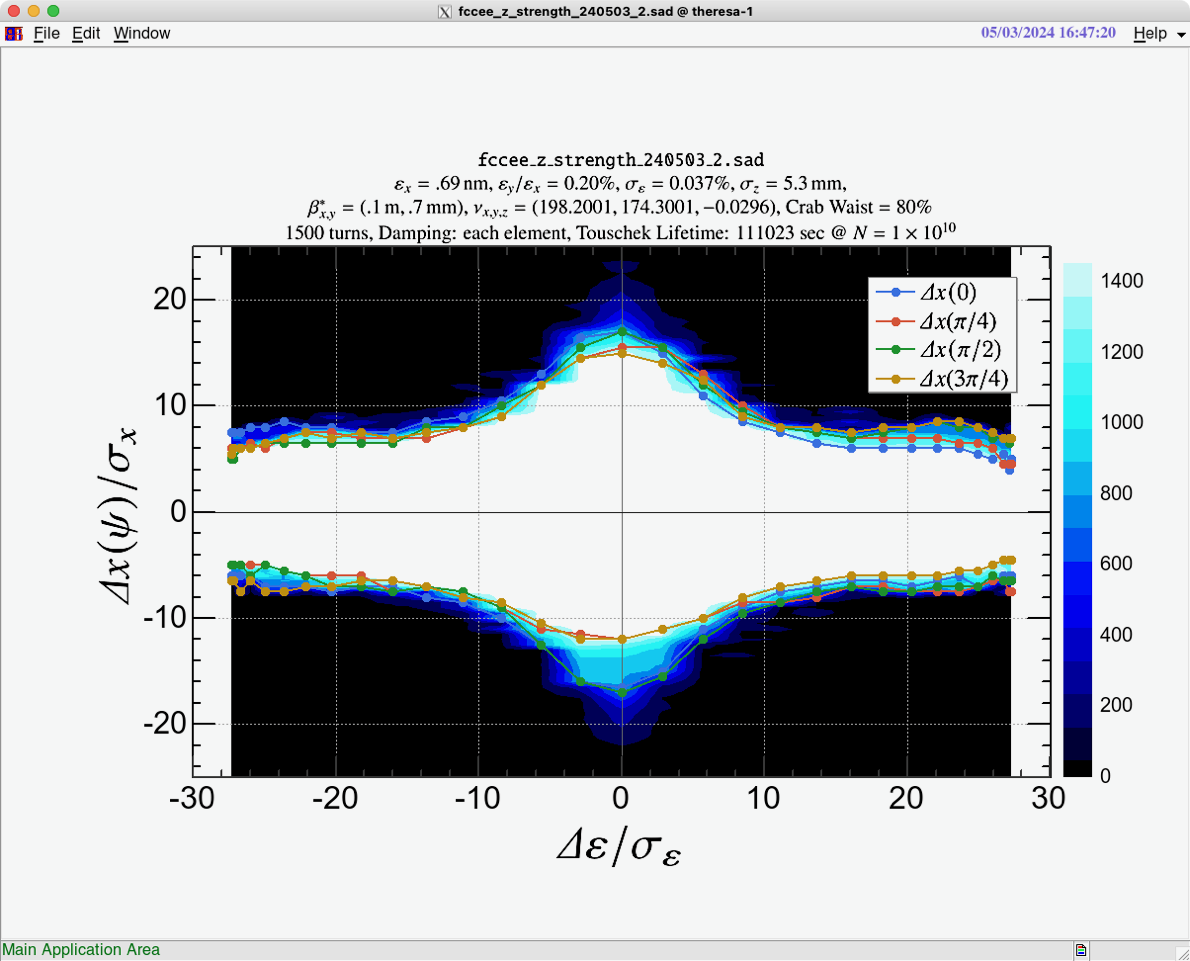 fccee_z_strength_240503_2.sad @ theresa-1
File Edit Window 05/03/2024 16:47:20 Help
fccee_z_strength_240503_2.sad
εx = .69 nm, εy/εx = 0.20%, σε = 0.037%, σz = 5.3 mm,
β*x,y = (.1 m, .7 mm), νx,y,z = (198.2001, 174.3001, −0.0296), Crab Waist = 80%
1500 turns, Damping: each element, Touschek Lifetime: 111023 sec @ N = 1 × 10¹⁰
Δx(0)
Δx(π/4)
Δx(π/2)
Δx(3π/4)
Δx(ψ)/σx
20
10
0
-10
-20
-30 -20 -10 0 10 20 30
Δε/σε
1400
1200
1000
800
600
400
200
0
Main Application Area